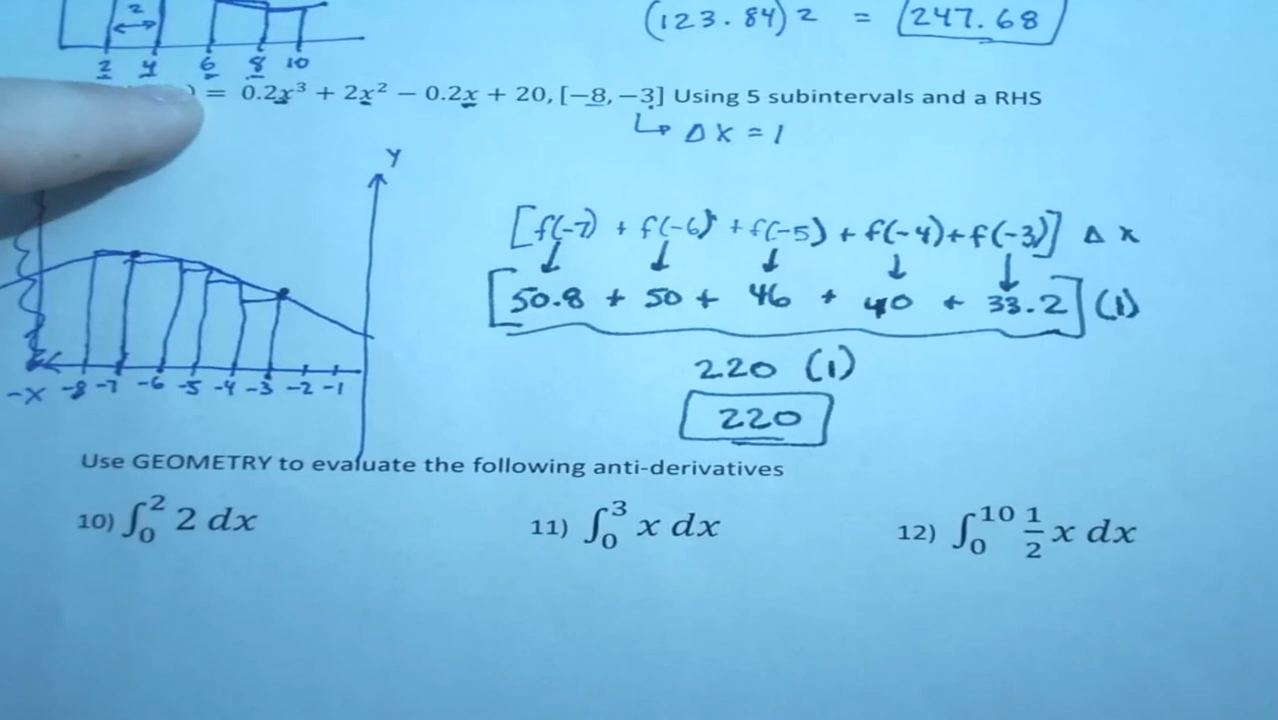 2
(123.84) 2 = 247.68
2 4 6 8 10
) = 0.2x³ + 2x² − 0.2x + 20, [−8, −3] Using 5 subintervals and a RHS
Δx = 1
Y
[f(-7) + f(-6) + f(-5) + f(-4) + f(-3)] Δx
[50.8 + 50 + 46 + 40 + 33.2] (1)
220 (1)
-x -8 -7 -6 -5 -4 -3 -2 -1
220
Use GEOMETRY to evaluate the following anti-derivatives
10) ∫₀² 2 dx 11) ∫₀³ x dx 12) ∫₀¹⁰ 1/2 x dx